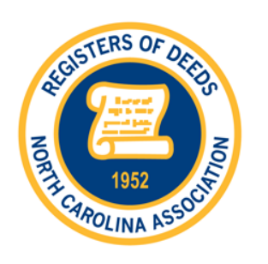 REGISTERS OF DEEDS
1952
NORTH CAROLINA ASSOCIATION